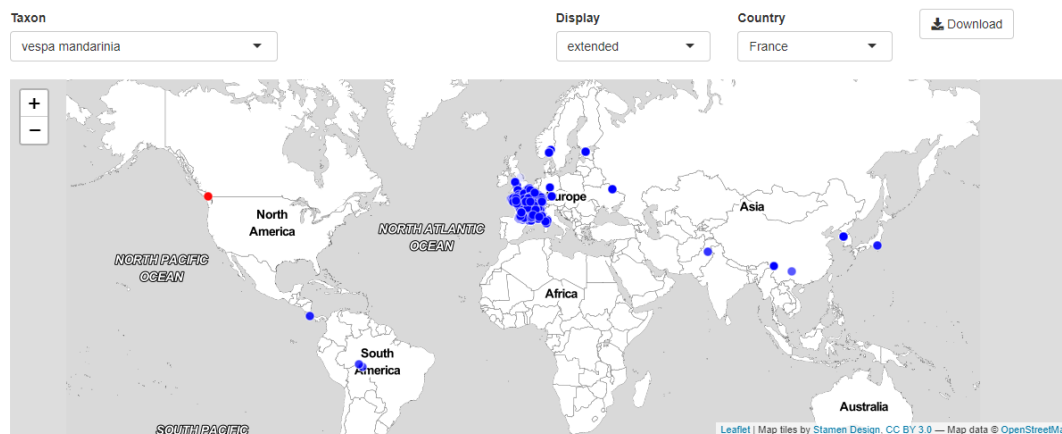 Taxon
Display
Country
Download
vespa mandarinia
extended
France
+
−
North
America
NORTH ATLANTIC
OCEAN
NORTH PACIFIC
OCEAN
Europe
Asia
Africa
South
America
Australia
SOUTH PACIFIC
Leaflet | Map tiles by Stamen Design, CC BY 3.0 — Map data © OpenStreetMa